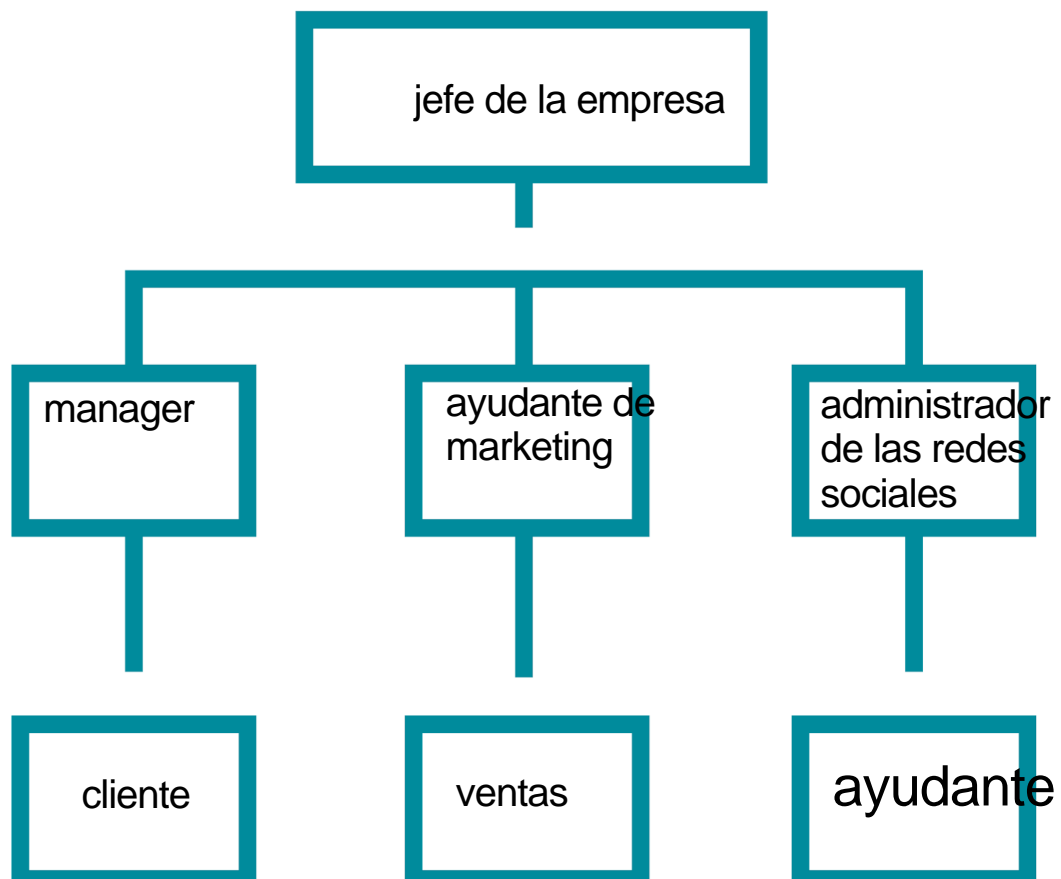 jefe de la empresa
manager
ayudante de
marketing
administrador
de las redes
sociales
cliente
ventas
ayudante